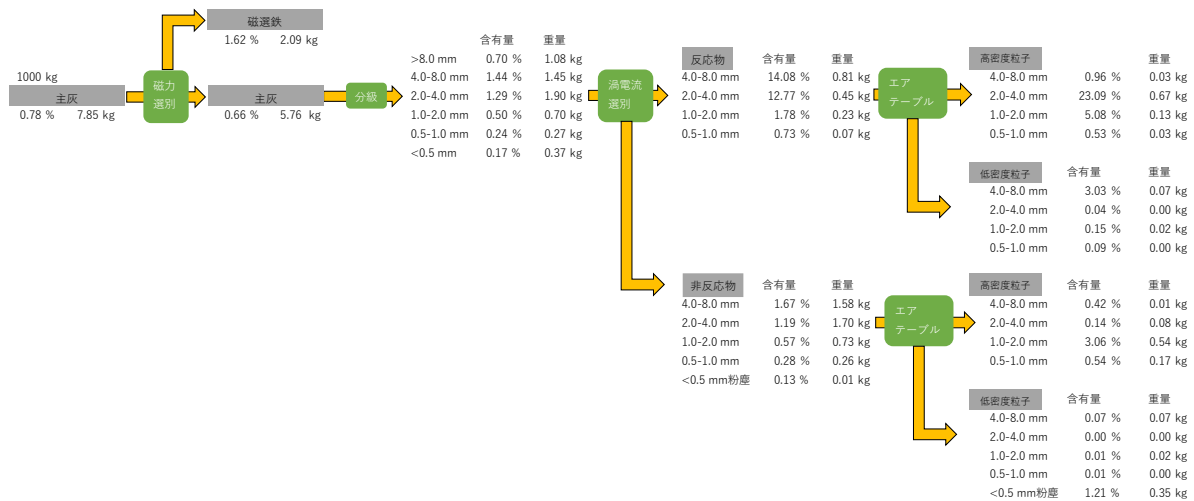 磁選鉄
1.62 % 2.09 kg
1000 kg
主灰
0.78 % 7.85 kg
磁力
選別
主灰
0.66 % 5.76 kg
分級
含有量 重量
>8.0 mm 0.70 % 1.08 kg
4.0-8.0 mm 1.44 % 1.45 kg
2.0-4.0 mm 1.29 % 1.90 kg
1.0-2.0 mm 0.50 % 0.70 kg
0.5-1.0 mm 0.24 % 0.27 kg
<0.5 mm 0.17 % 0.37 kg
渦電流
選別
反応物 含有量 重量
4.0-8.0 mm 14.08 % 0.81 kg
2.0-4.0 mm 12.77 % 0.45 kg
1.0-2.0 mm 1.78 % 0.23 kg
0.5-1.0 mm 0.73 % 0.07 kg
エア
テーブル
高密度粒子 重量
4.0-8.0 mm 0.96 % 0.03 kg
2.0-4.0 mm 23.09 % 0.67 kg
1.0-2.0 mm 5.08 % 0.13 kg
0.5-1.0 mm 0.53 % 0.03 kg
低密度粒子 含有量 重量
4.0-8.0 mm 3.03 % 0.07 kg
2.0-4.0 mm 0.04 % 0.00 kg
1.0-2.0 mm 0.15 % 0.02 kg
0.5-1.0 mm 0.09 % 0.00 kg
非反応物 含有量 重量
4.0-8.0 mm 1.67 % 1.58 kg
2.0-4.0 mm 1.19 % 1.70 kg
1.0-2.0 mm 0.57 % 0.73 kg
0.5-1.0 mm 0.28 % 0.26 kg
<0.5 mm粉塵 0.13 % 0.01 kg
エア
テーブル
高密度粒子 含有量 重量
4.0-8.0 mm 0.42 % 0.01 kg
2.0-4.0 mm 0.14 % 0.08 kg
1.0-2.0 mm 3.06 % 0.54 kg
0.5-1.0 mm 0.54 % 0.17 kg
低密度粒子 含有量 重量
4.0-8.0 mm 0.07 % 0.07 kg
2.0-4.0 mm 0.00 % 0.00 kg
1.0-2.0 mm 0.01 % 0.02 kg
0.5-1.0 mm 0.01 % 0.00 kg
<0.5 mm粉塵 1.21 % 0.35 kg